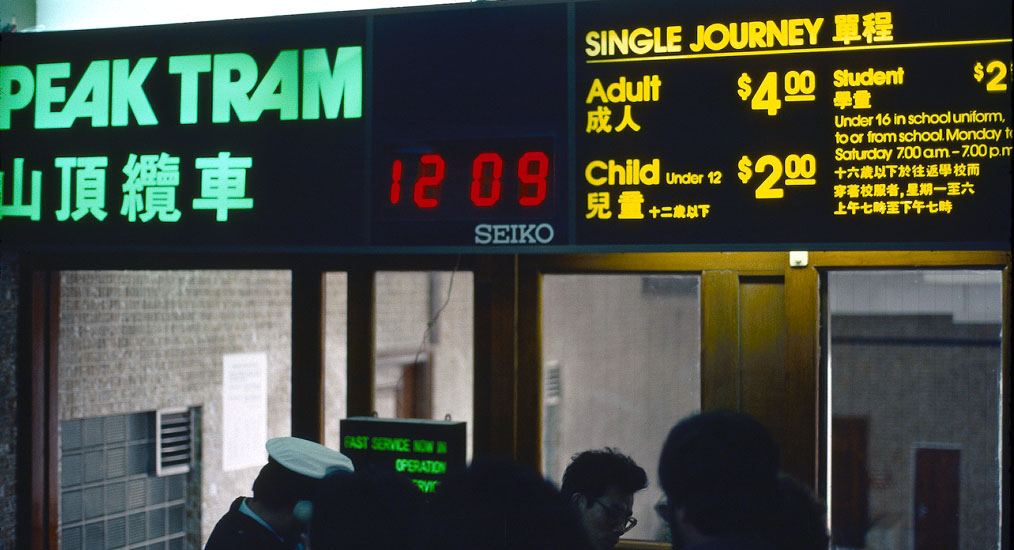 PEAK TRAM
山頂纜車
12 09
SEIKO
SINGLE JOURNEY 單程
Adult $4.00
成人
Child Under 12 $2.00
兒童 十二歲以下
Student $2
學童
Under 16 in school uniform,
to or from school. Monday to
Saturday 7.00 a.m. - 7.00 p.m
十六歲以下於往返學校而
穿著校服者，星期一至六
上午七時至下午七時
FAST SERVICE NOW IN
OPERATION